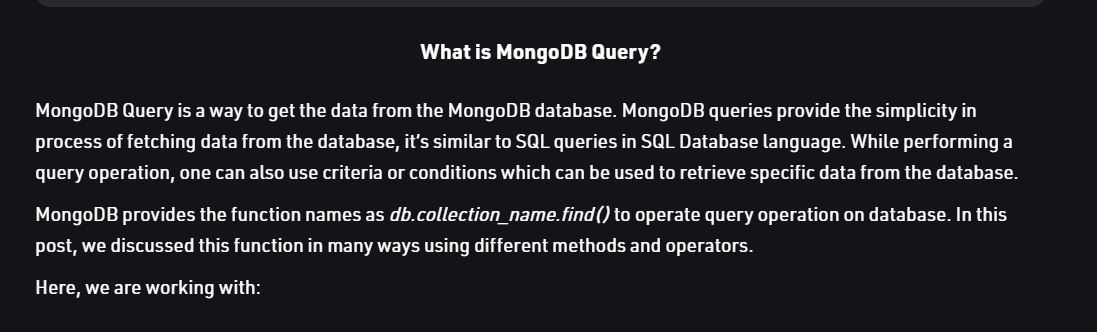 What is MongoDB Query?
MongoDB Query is a way to get the data from the MongoDB database. MongoDB queries provide the simplicity in
process of fetching data from the database, it’s similar to SQL queries in SQL Database language. While performing a
query operation, one can also use criteria or conditions which can be used to retrieve specific data from the database.
MongoDB provides the function names as db.collection_name.find() to operate query operation on database. In this
post, we discussed this function in many ways using different methods and operators.
Here, we are working with: